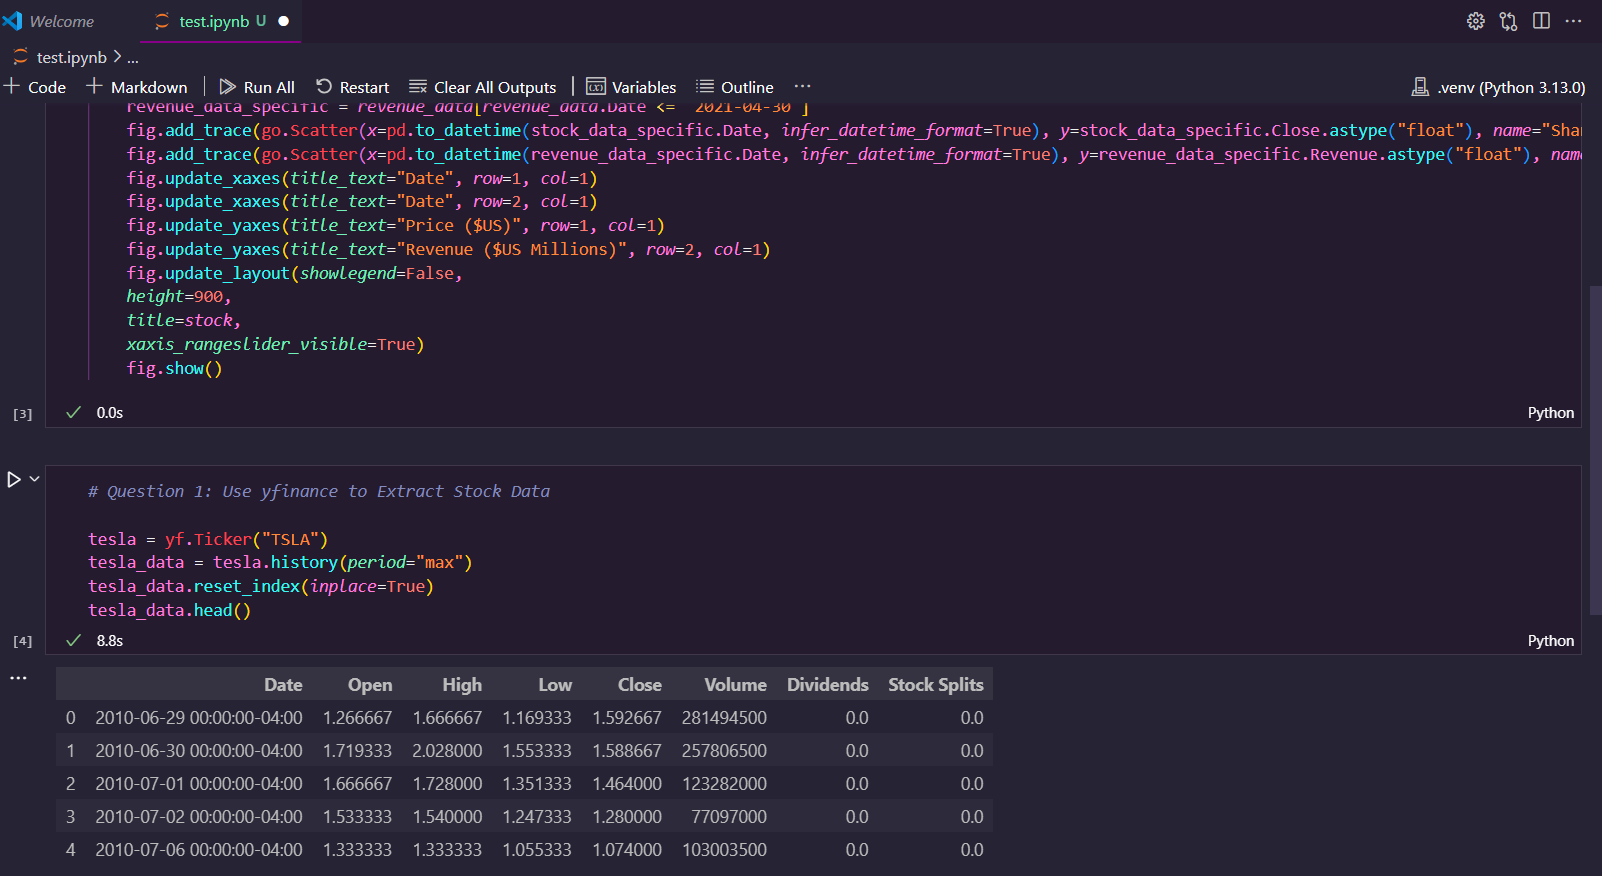 Welcome
test.ipynb U
test.ipynb > ...
+ Code + Markdown | Run All Restart Clear All Outputs | Variables Outline ... .venv (Python 3.13.0)
revenue_data_specific = revenue_data[revenue_data.Date <= '2021-04-30']
fig.add_trace(go.Scatter(x=pd.to_datetime(stock_data_specific.Date, infer_datetime_format=True), y=stock_data_specific.Close.astype("float"), name="Shar
fig.add_trace(go.Scatter(x=pd.to_datetime(revenue_data_specific.Date, infer_datetime_format=True), y=revenue_data_specific.Revenue.astype("float"), name
fig.update_xaxes(title_text="Date", row=1, col=1)
fig.update_xaxes(title_text="Date", row=2, col=1)
fig.update_yaxes(title_text="Price ($US)", row=1, col=1)
fig.update_yaxes(title_text="Revenue ($US Millions)", row=2, col=1)
fig.update_layout(showlegend=False,
height=900,
title=stock,
xaxis_rangeslider_visible=True)
fig.show()
[3] 0.0s Python
# Question 1: Use yfinance to Extract Stock Data
tesla = yf.Ticker("TSLA")
tesla_data = tesla.history(period="max")
tesla_data.reset_index(inplace=True)
tesla_data.head()
[4] 8.8s Python
Date Open High Low Close Volume Dividends Stock Splits
0 2010-06-29 00:00:00-04:00 1.266667 1.666667 1.169333 1.592667 281494500 0.0 0.0
1 2010-06-30 00:00:00-04:00 1.719333 2.028000 1.553333 1.588667 257806500 0.0 0.0
2 2010-07-01 00:00:00-04:00 1.666667 1.728000 1.351333 1.464000 123282000 0.0 0.0
3 2010-07-02 00:00:00-04:00 1.533333 1.540000 1.247333 1.280000 77097000 0.0 0.0
4 2010-07-06 00:00:00-04:00 1.333333 1.333333 1.055333 1.074000 103003500 0.0 0.0